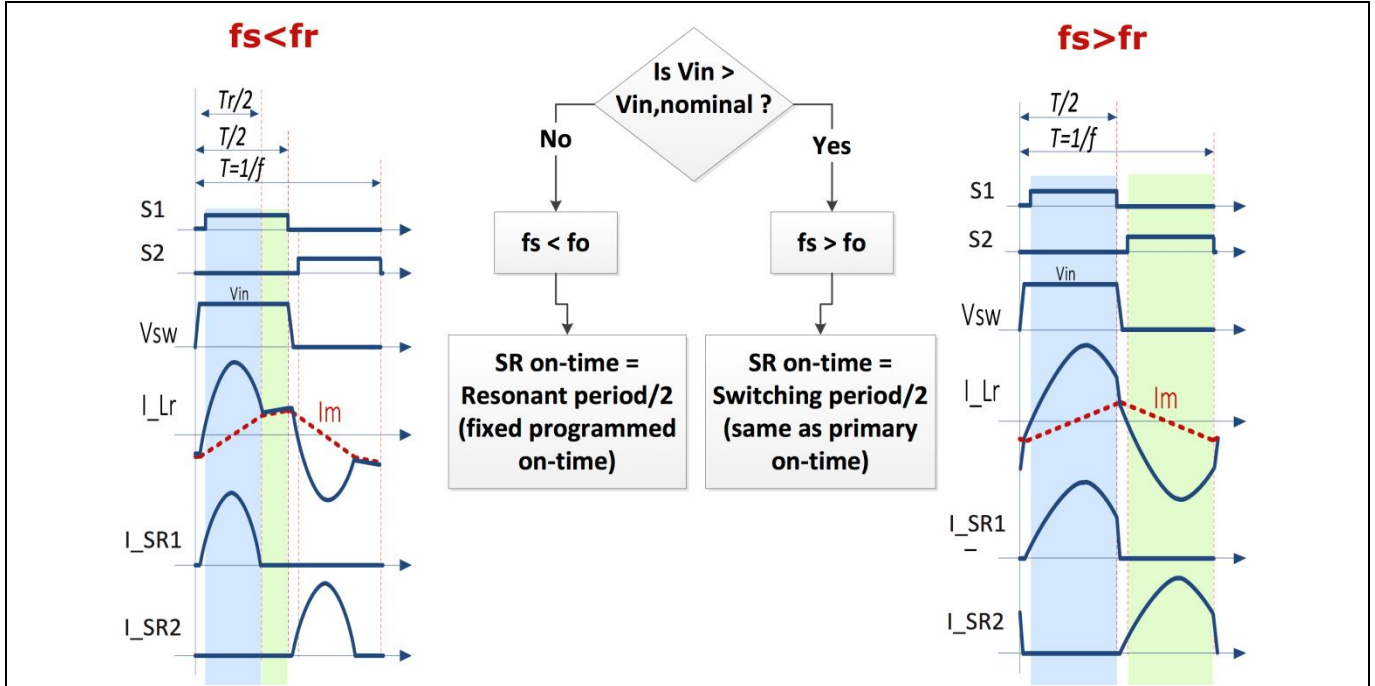 fs<fr
Tr/2
T/2
T=1/f
S1
S2
Vin
Vsw
I_Lr
Im
I_SR1
I_SR2
Is Vin >
Vin,nominal ?
No
Yes
fs < fo
fs > fo
SR on-time =
Resonant period/2
(fixed programmed
on-time)
SR on-time =
Switching period/2
(same as primary
on-time)
fs>fr
T/2
T=1/f
S1
S2
Vin
Vsw
I_Lr
Im
I_SR1
_
I_SR2